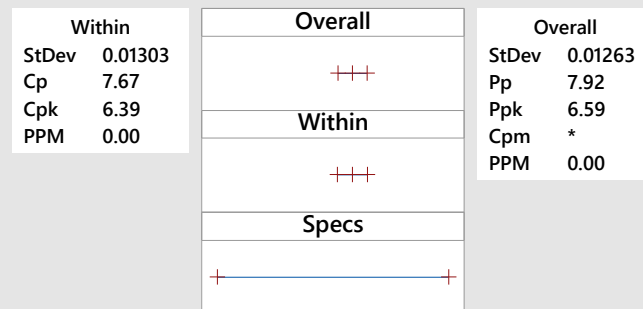 Within
StDev 0.01303
Cp 7.67
Cpk 6.39
PPM 0.00
Overall
Within
Specs
Overall
StDev 0.01263
Pp 7.92
Ppk 6.59
Cpm *
PPM 0.00